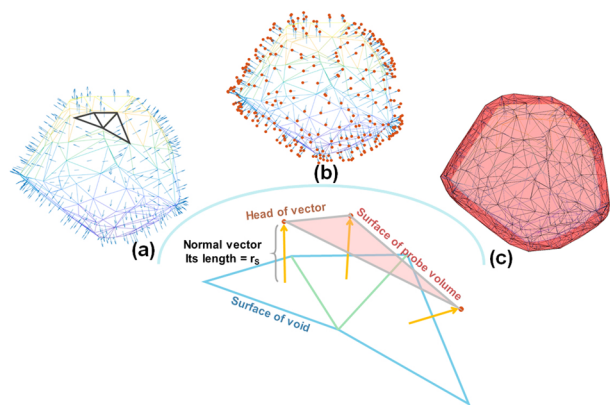 (b)
(a)
(c)
Head of vector
Surface of probe volume
Normal vector
Its length = rₛ
Surface of void